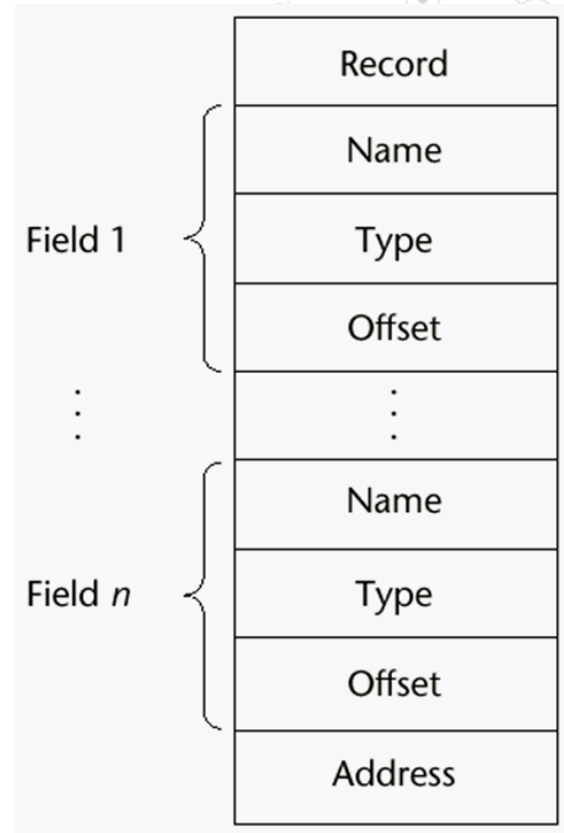 Record
Name
Field 1
Type
Offset
Name
Field n
Type
Offset
Address